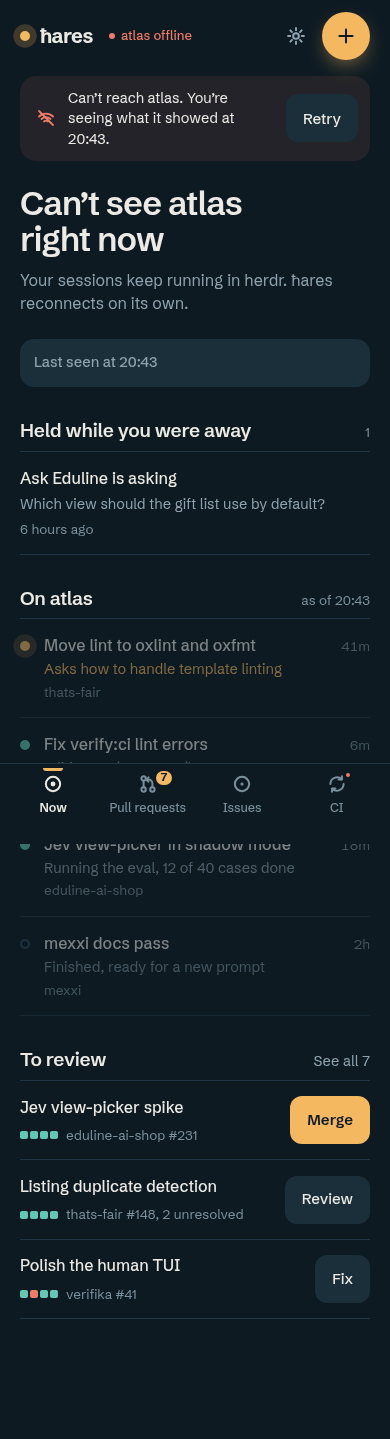 ħares
atlas offline
Can’t reach atlas. You’re
seeing what it showed at
20:43.
Retry
Can’t see atlas
right now
Your sessions keep running in herdr. ħares
reconnects on its own.
Last seen at 20:43
Held while you were away
1
Ask Eduline is asking
Which view should the gift list use by default?
6 hours ago
On atlas
as of 20:43
Move lint to oxlint and oxfmt
41m
Asks how to handle template linting
thats-fair
Fix verify:ci lint errors
6m
Now
7
Pull requests
Issues
CI
Jev view-picker in shadow mode
18m
Running the eval, 12 of 40 cases done
eduline-ai-shop
mexxi docs pass
2h
Finished, ready for a new prompt
mexxi
To review
See all 7
Jev view-picker spike
eduline-ai-shop #231
Merge
Listing duplicate detection
thats-fair #148, 2 unresolved
Review
Polish the human TUI
verifika #41
Fix